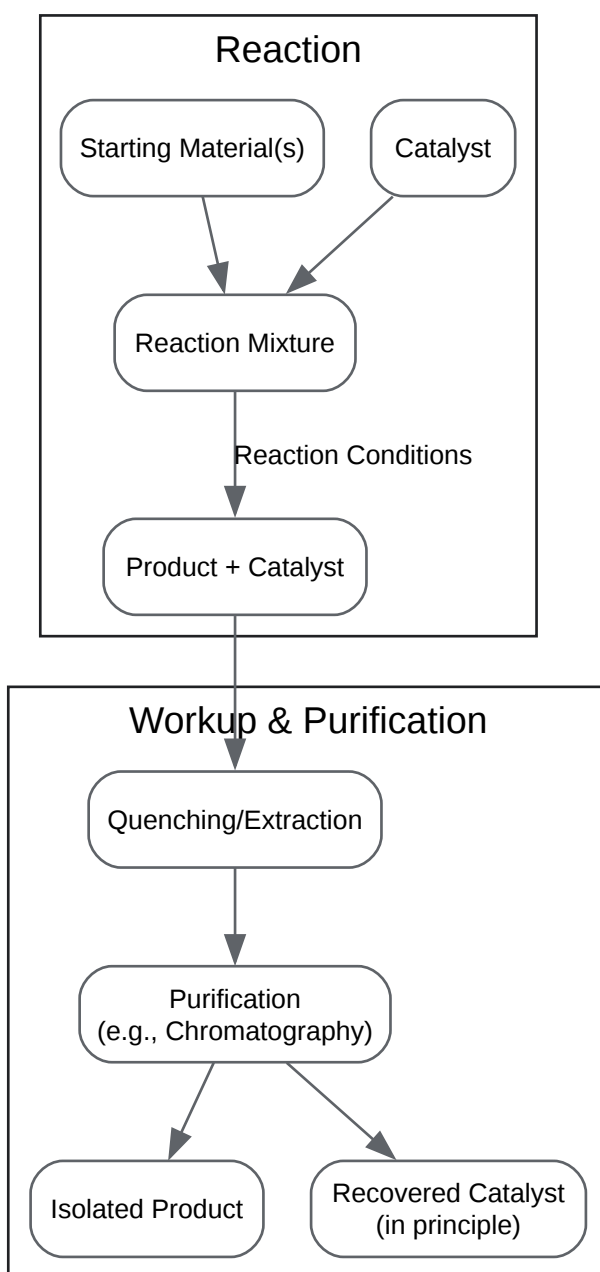 Reaction
Starting Material(s)
Catalyst
Reaction Mixture
Reaction Conditions
Product + Catalyst
Workup & Purification
Quenching/Extraction
Purification
(e.g., Chromatography)
Isolated Product
Recovered Catalyst
(in principle)